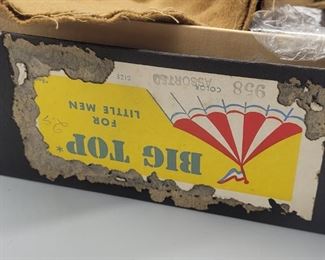 958
COLOR ASSORTED SIZE
BIG TOP*
FOR
LITTLE MEN